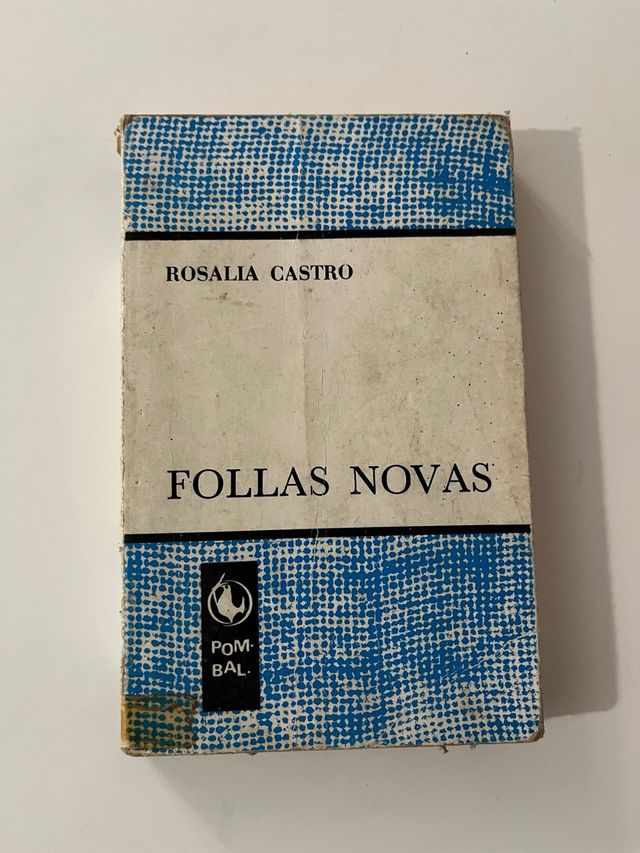 ROSALIA CASTRO
FOLLAS NOVAS
POM-
BAL.